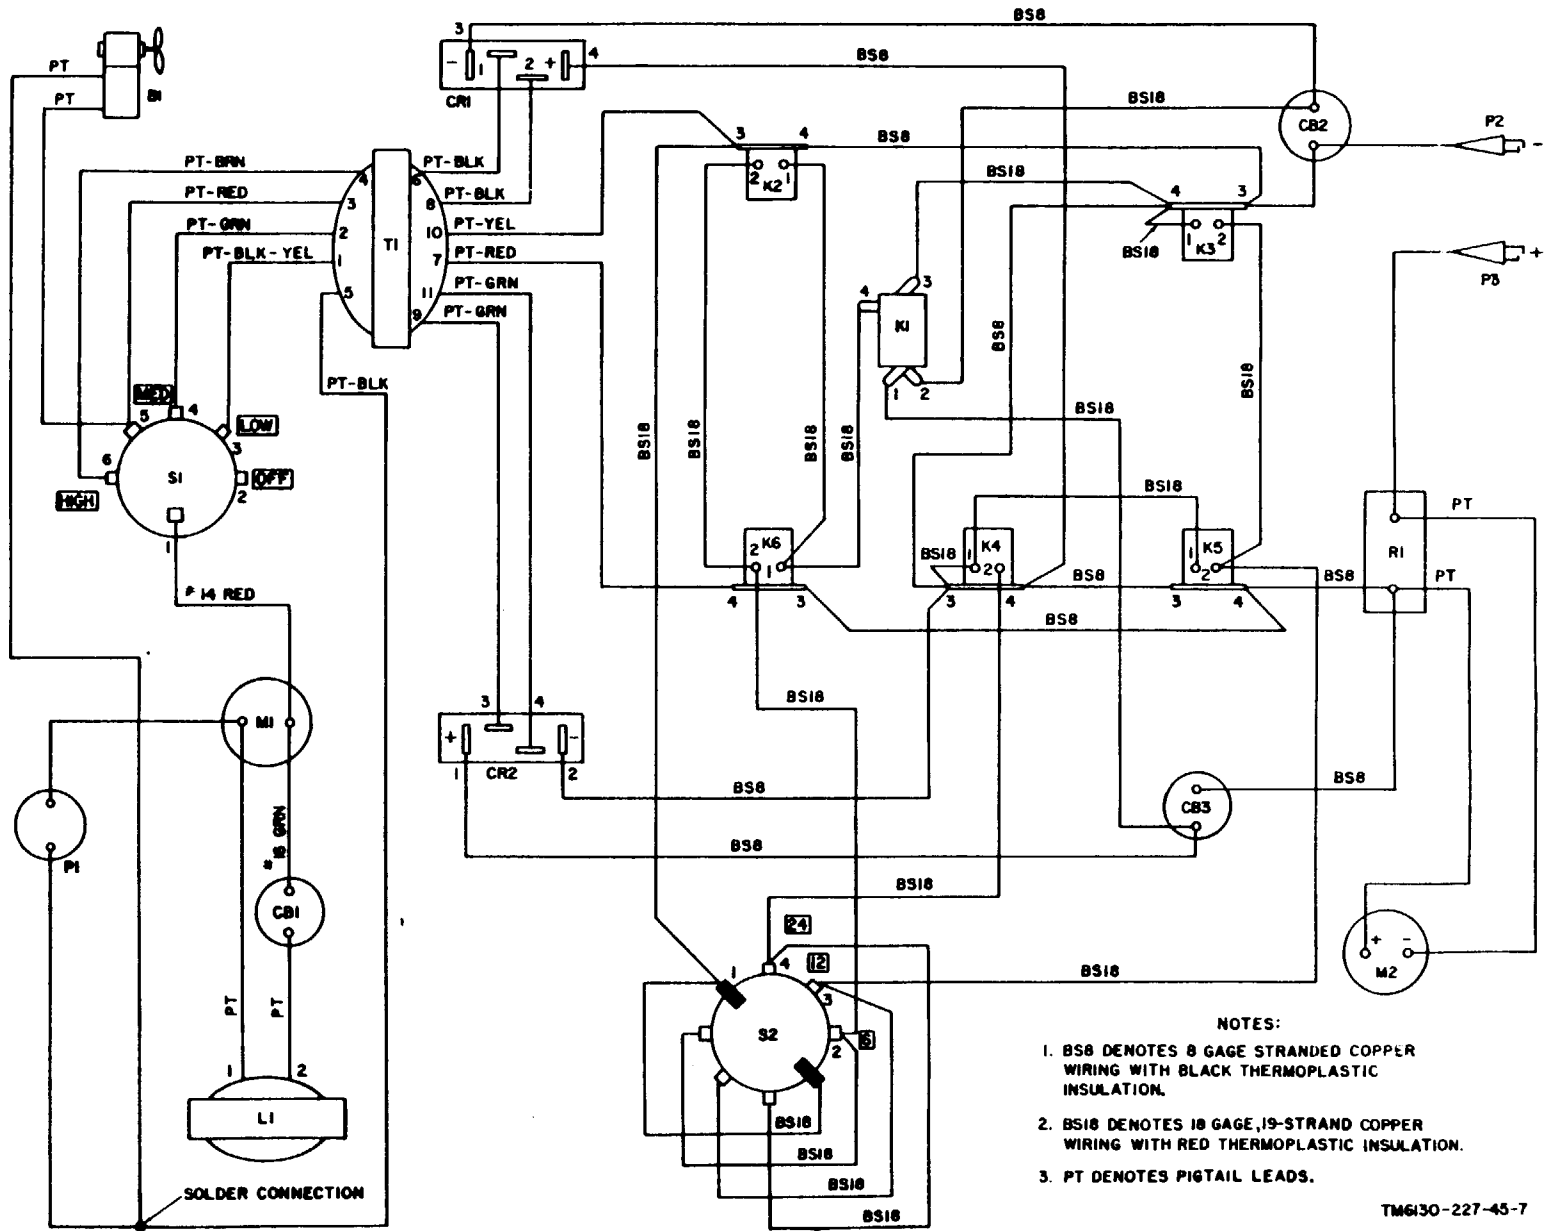 BS8
3
4
PT
- 1 2 +
BS8
B1
CR1
PT
BS18
CB2
P2
-
3 4
BS8
PT-BRN
PT-BLK
4 6
2 1
K2
BS18
PT-RED
3
8
PT-BLK
4 3
PT-GRN
2
T1
10
PT-YEL
1 2
K3
PT-BLK-YEL
1
7
PT-RED
BS18
+
P3
5
11
PT-GRN
4
3
9
PT-GRN
K1
BS8
PT-BLK
1 2
BS18
MED
5
4
BS18
LOW
BS18
BS18
BS18
BS18
6
3
S1
OFF
HIGH
2
BS18
PT
1
2
K6
1
BS18
1
K4
2
1
K5
2
R1
BS8
PT
# 14 RED
4 3
3 4
BS8
3 4
BS8
BS18
M1
3
4
+
-
BS8
1
CR2
2
BS8
CB3
# 16 GRN
P1
BS8
BS18
CB1
24
1
4
12
+ -
M2
BS18
3
PT
PT
S2
2
6
1
2
L1
BS18
BS18
BS18
SOLDER CONNECTION
NOTES:
1. BS8 DENOTES 8 GAGE STRANDED COPPER
WIRING WITH BLACK THERMOPLASTIC
INSULATION.
2. BS18 DENOTES 18 GAGE, 19-STRAND COPPER
WIRING WITH RED THERMOPLASTIC INSULATION.
3. PT DENOTES PIGTAIL LEADS.
TM6130-227-45-7